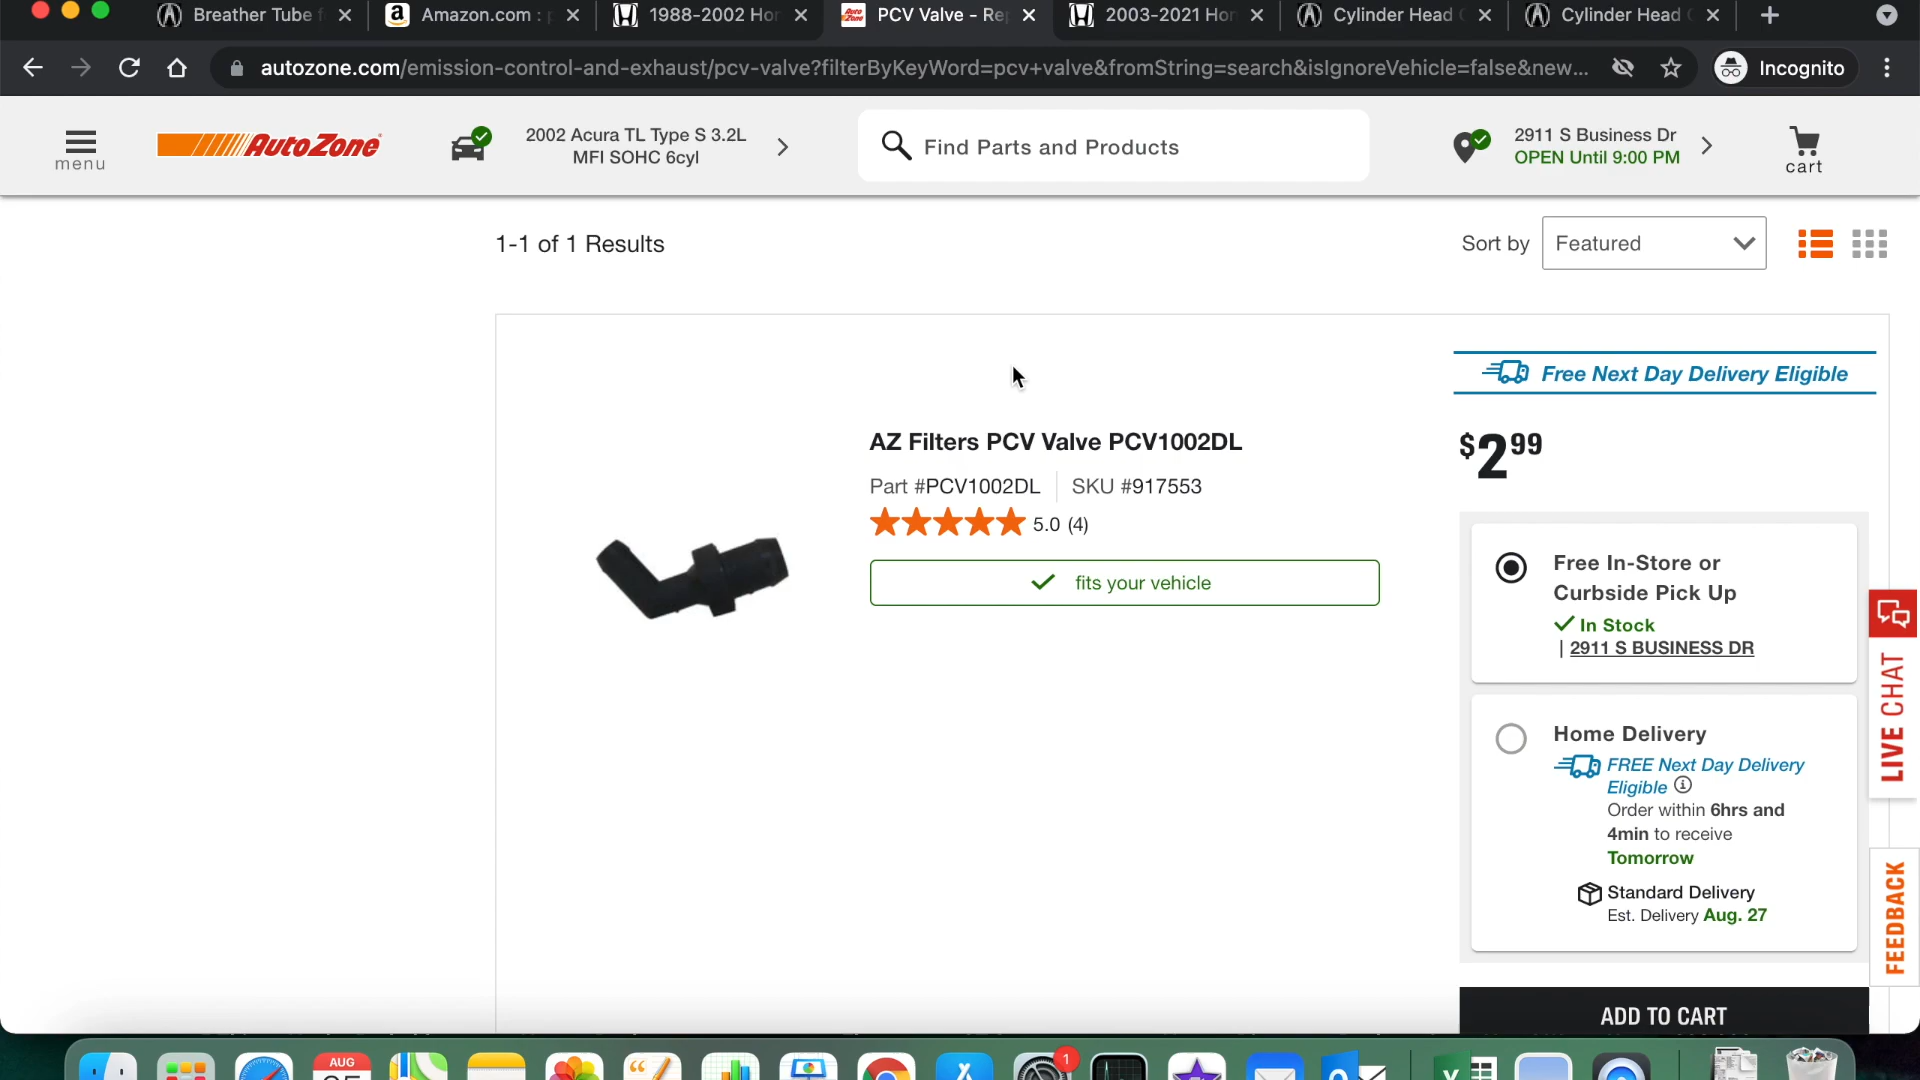 Breather Tube f
Amazon.com : p
1988-2002 Hor
PCV Valve - Rep
2003-2021 Hon
Cylinder Head C
Cylinder Head C
autozone.com/emission-control-and-exhaust/pcv-valve?filterByKeyWord=pcv+valve&fromString=search&isIgnoreVehicle=false&new...
Incognito
menu
AutoZone
2002 Acura TL Type S 3.2L
MFI SOHC 6cyl
Find Parts and Products
2911 S Business Dr
OPEN Until 9:00 PM
cart
1-1 of 1 Results
Sort by
Featured
Free Next Day Delivery Eligible
AZ Filters PCV Valve PCV1002DL
$2 99
Part #PCV1002DL
SKU #917553
5.0 (4)
fits your vehicle
Free In-Store or
Curbside Pick Up
In Stock
| 2911 S BUSINESS DR
Home Delivery
FREE Next Day Delivery
Eligible
Order within 6hrs and
4min to receive
Tomorrow
Standard Delivery
Est. Delivery Aug. 27
LIVE CHAT
FEEDBACK
ADD TO CART
AUG
1